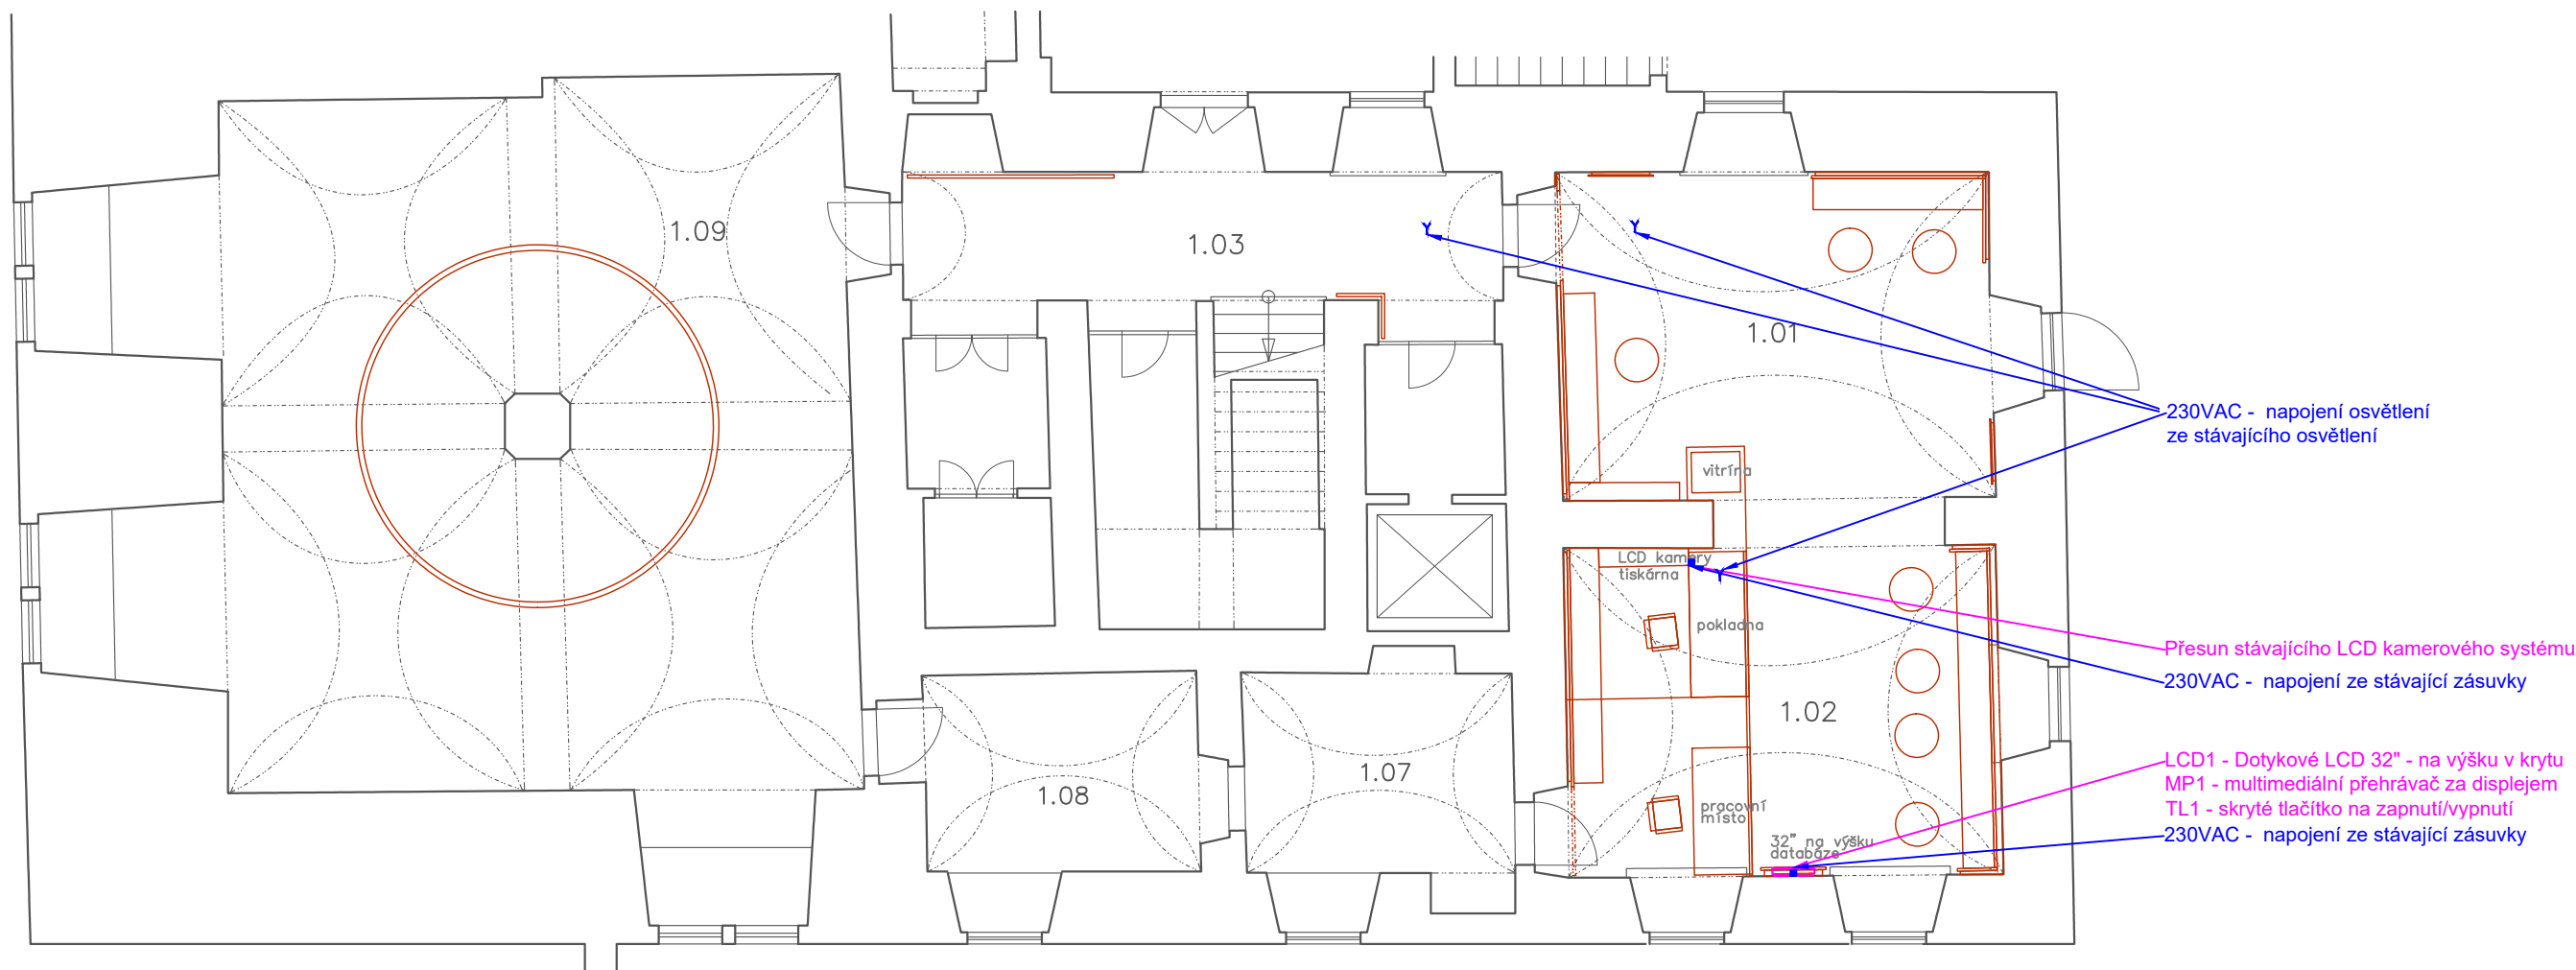 1.09
1.03
1.01
230VAC -  napojení osvětlení
ze stávajícího osvětlení
vitrína
LCD kamery
tiskárna
pokladna
Přesun stávajícího LCD kamerového systému
230VAC -  napojení ze stávající zásuvky
1.02
LCD1 - Dotykové LCD 32" - na výšku v krytu
MP1 - multimediální přehrávač za displejem
TL1 - skryté tlačítko na zapnutí/vypnutí
230VAC -  napojení ze stávající zásuvky
1.07
1.08
pracovní
místo
32" na výšku
databáze